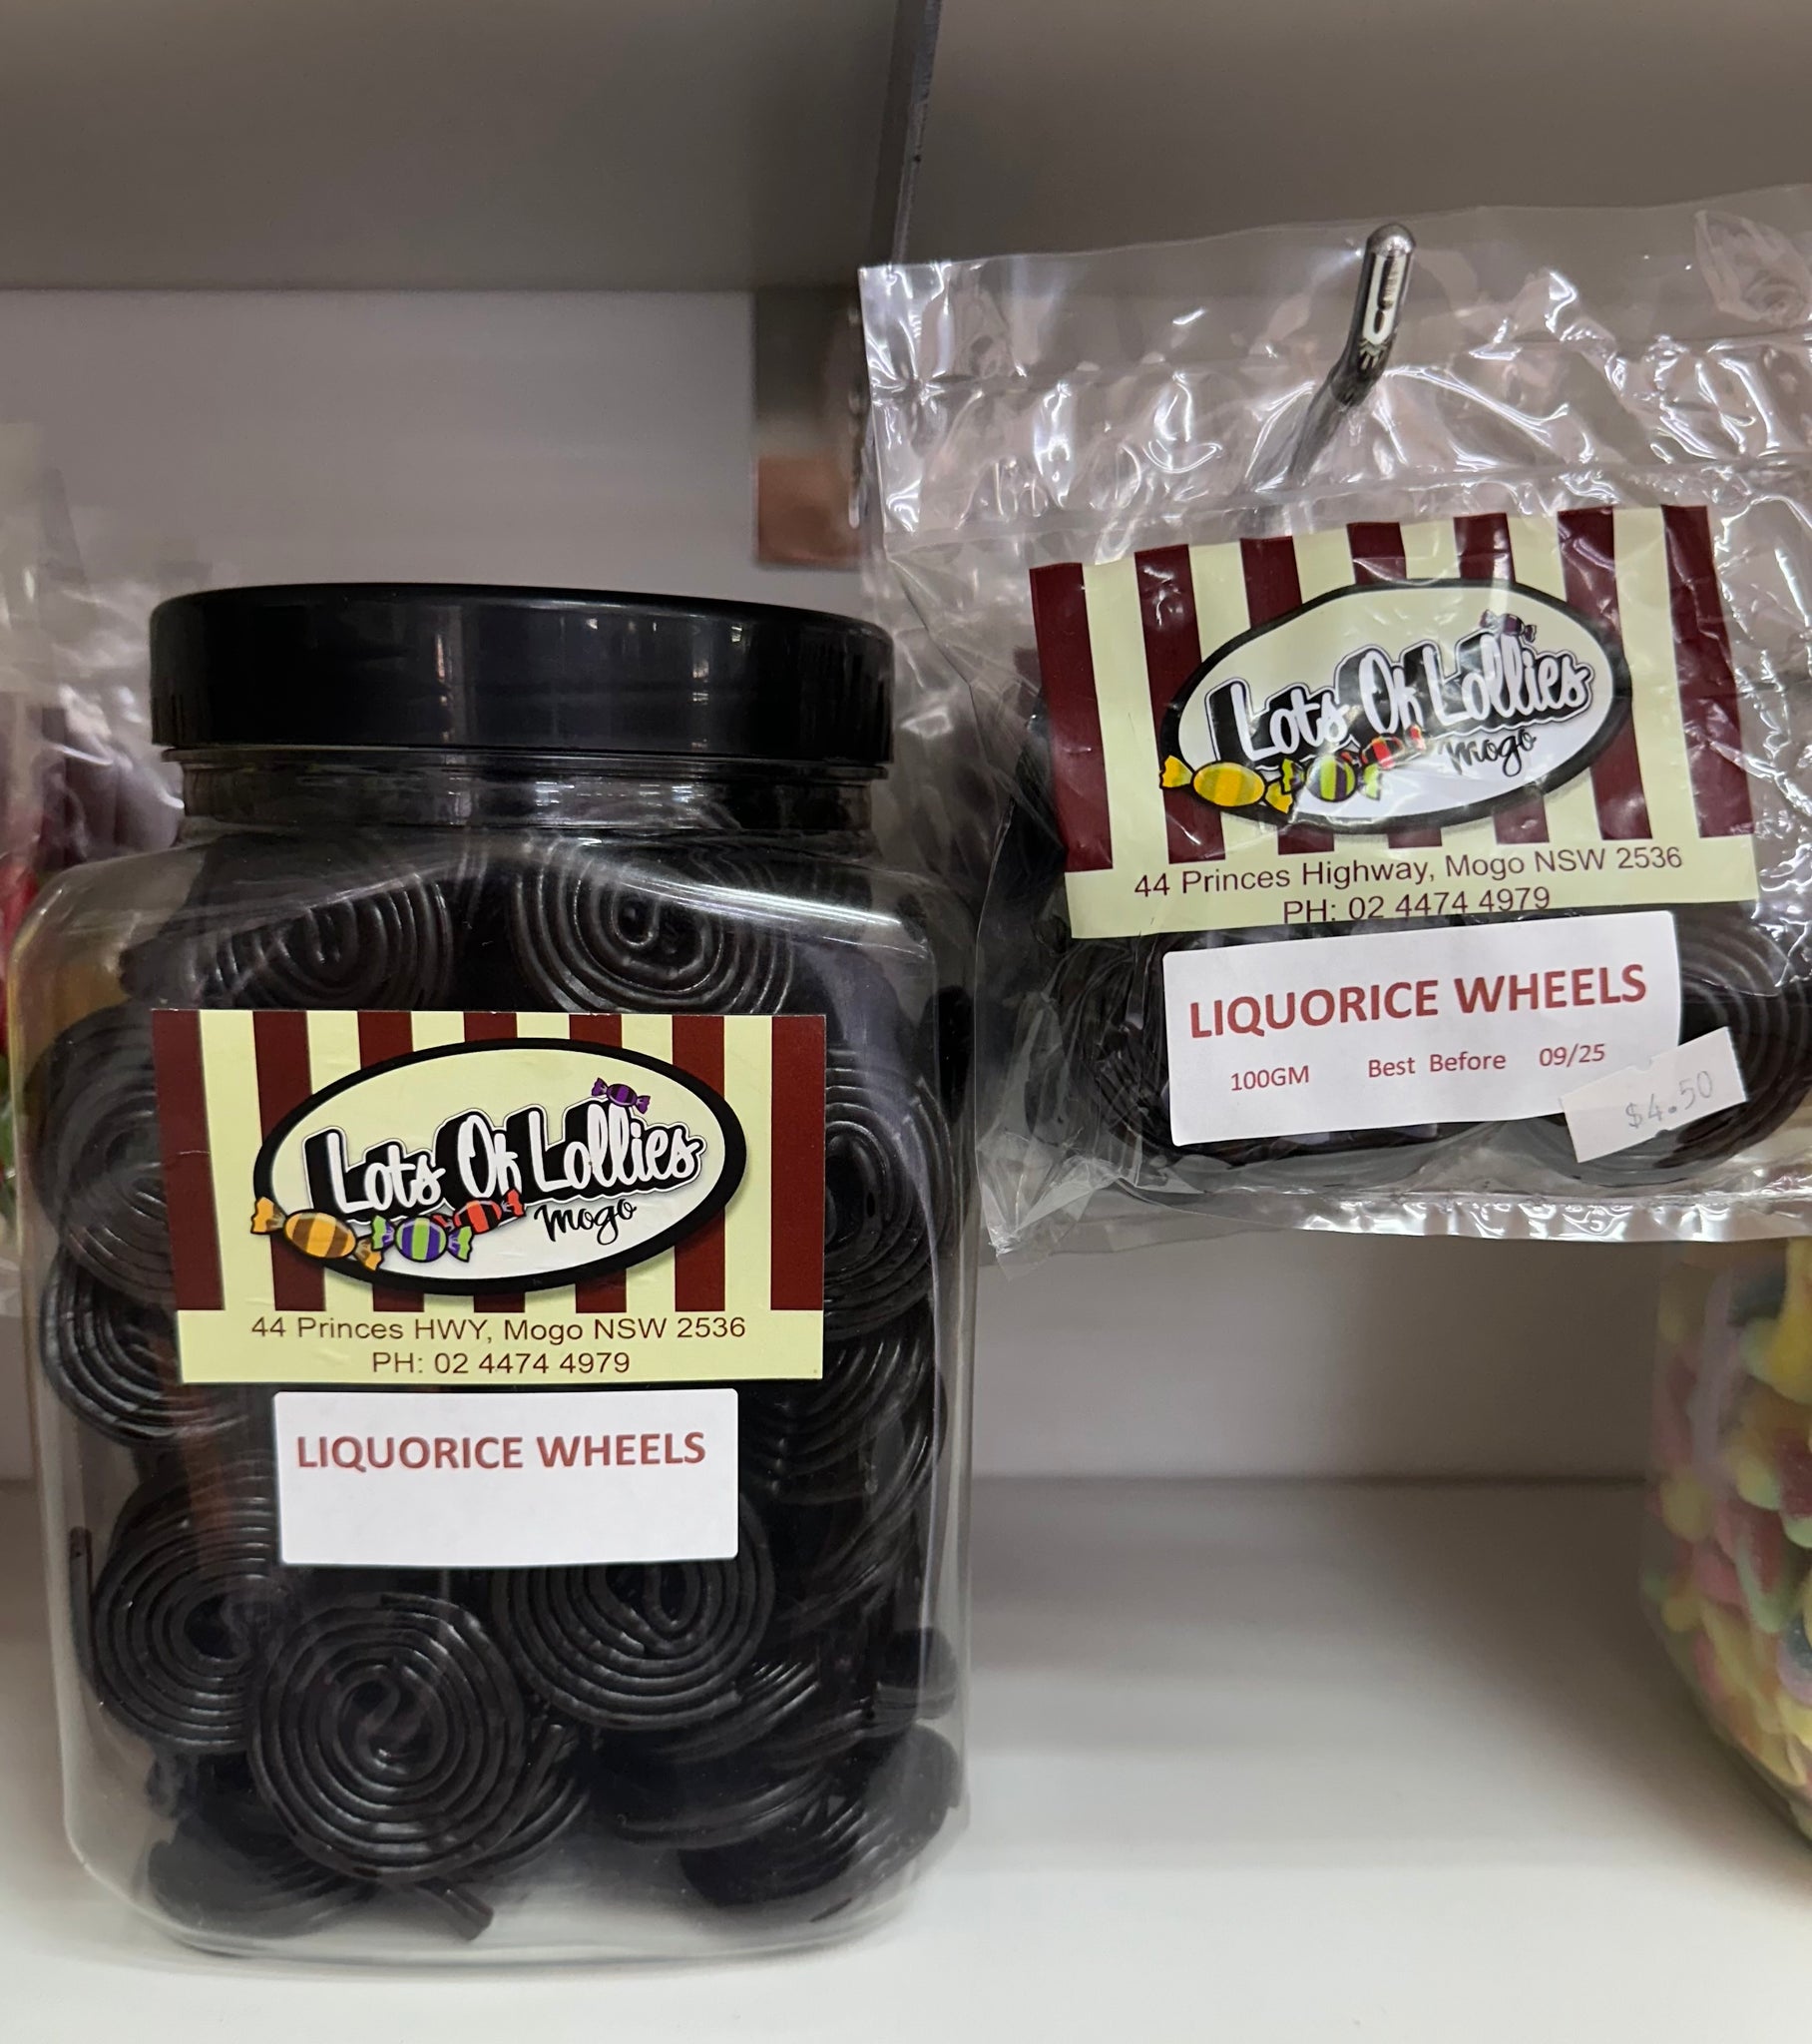 Lots Of Lollies
Mogo
44 Princes HWY, Mogo NSW 2536
PH: 02 4474 4979
LIQUORICE WHEELS
Lots Of Lollies
Mogo
44 Princes Highway, Mogo NSW 2536
PH: 02 4474 4979
LIQUORICE WHEELS
100GM Best Before 09/25
$4.50